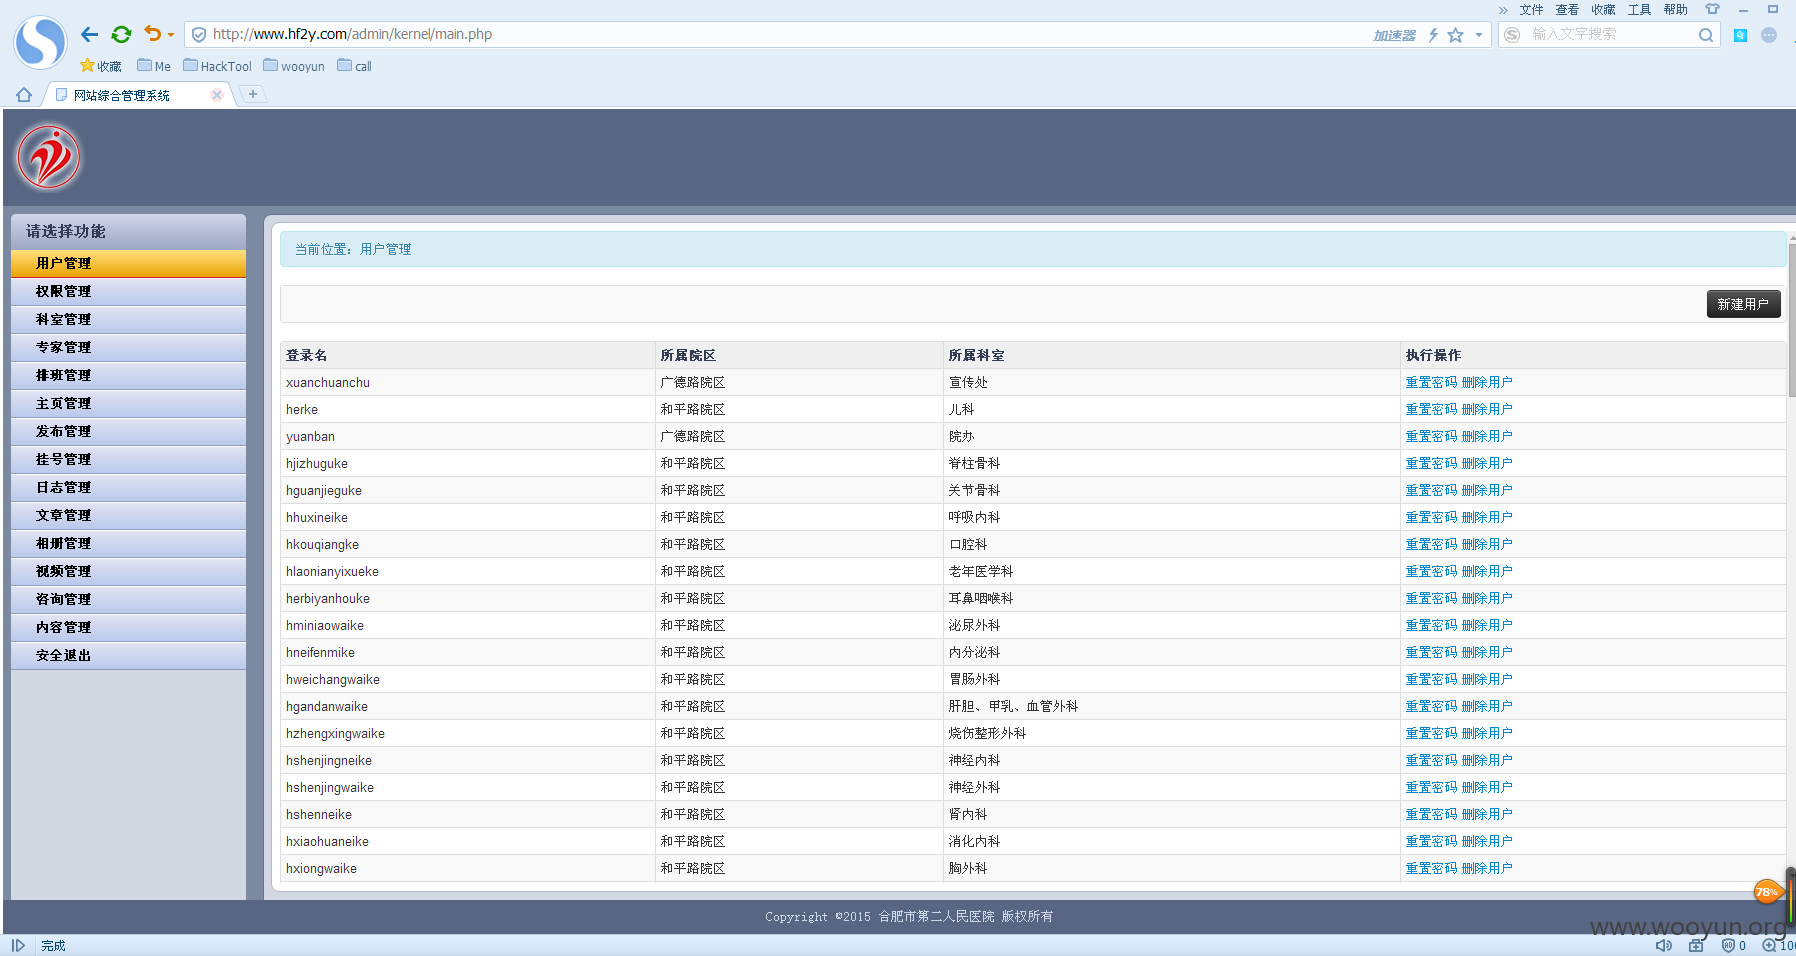 » 文件 查看 收藏 工具 帮助
http://www.hf2y.com/admin/kernel/main.php 加速器 输入文字搜索
收藏 Me HackTool wooyun call
网站综合管理系统
请选择功能
用户管理
权限管理
科室管理
专家管理
排班管理
主页管理
发布管理
挂号管理
日志管理
文章管理
相册管理
视频管理
咨询管理
内容管理
安全退出
当前位置：用户管理
新建用户
登录名 所属院区 所属科室 执行操作
xuanchuanchu 广德路院区 宣传处 重置密码 删除用户
herke 和平路院区 儿科 重置密码 删除用户
yuanban 广德路院区 院办 重置密码 删除用户
hjizhuguke 和平路院区 脊柱骨科 重置密码 删除用户
hguanjieguke 和平路院区 关节骨科 重置密码 删除用户
hhuxineike 和平路院区 呼吸内科 重置密码 删除用户
hkouqiangke 和平路院区 口腔科 重置密码 删除用户
hlaonianyixueke 和平路院区 老年医学科 重置密码 删除用户
herbiyanhouke 和平路院区 耳鼻咽喉科 重置密码 删除用户
hminiaowaike 和平路院区 泌尿外科 重置密码 删除用户
hneifenmike 和平路院区 内分泌科 重置密码 删除用户
hweichangwaike 和平路院区 胃肠外科 重置密码 删除用户
hgandanwaike 和平路院区 肝胆、甲乳、血管外科 重置密码 删除用户
hzhengxingwaike 和平路院区 烧伤整形外科 重置密码 删除用户
hshenjingneike 和平路院区 神经内科 重置密码 删除用户
hshenjingwaike 和平路院区 神经外科 重置密码 删除用户
hshenneike 和平路院区 肾内科 重置密码 删除用户
hxiaohuaneike 和平路院区 消化内科 重置密码 删除用户
hxiongwaike 和平路院区 胸外科 重置密码 删除用户
78%
Copyright ©2015 合肥市第二人民医院 版权所有
www.wooyun.org
完成 0 100